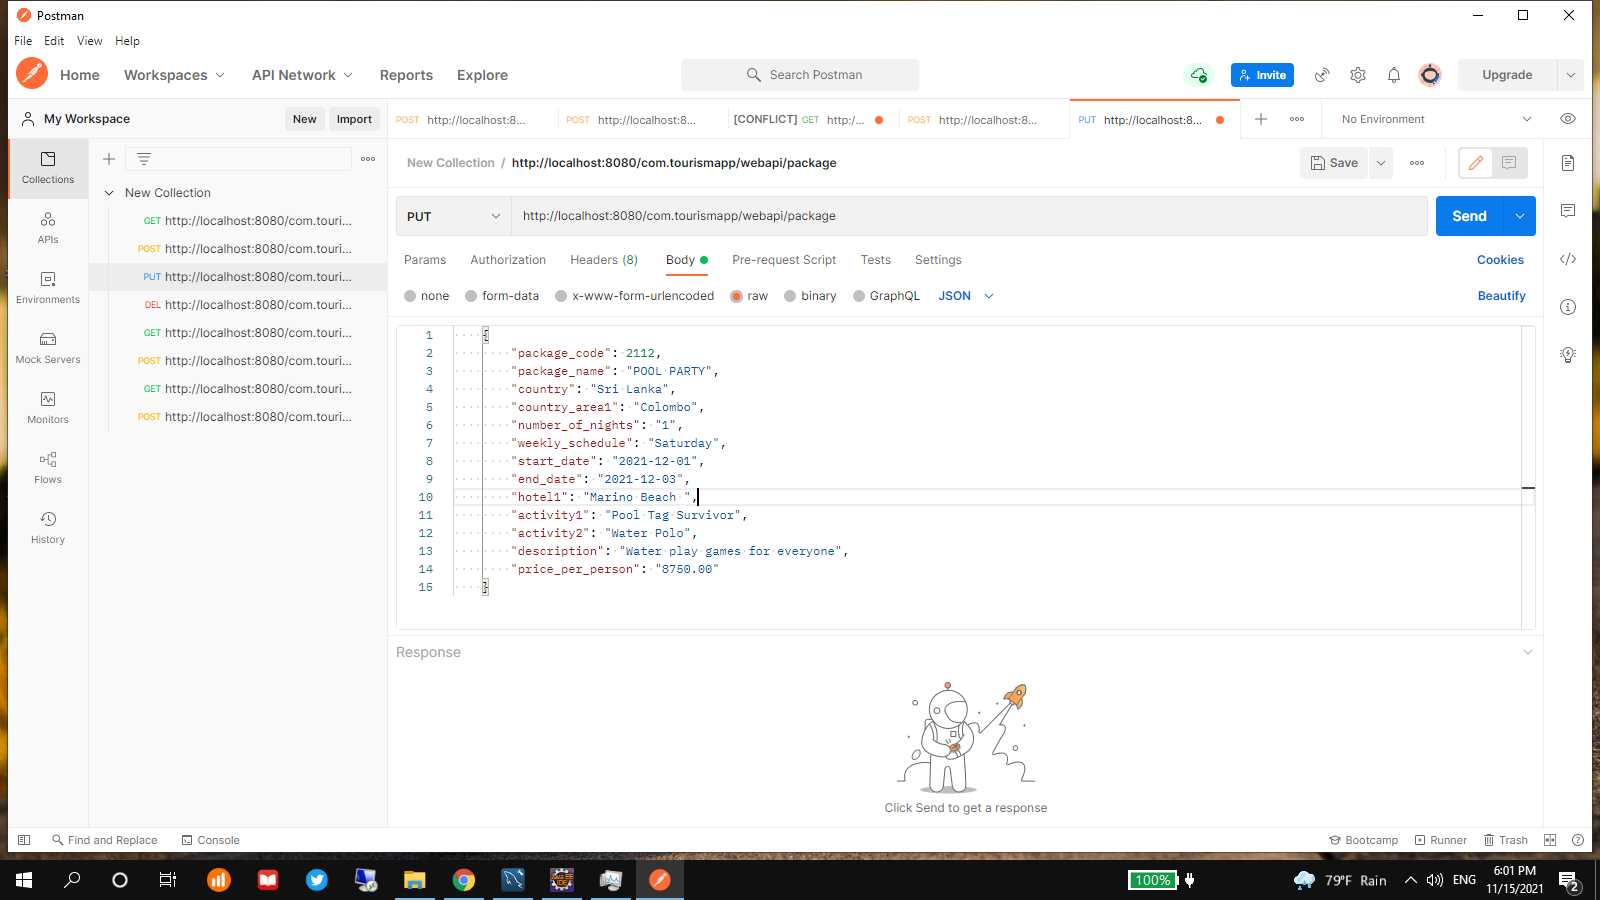 Postman
File Edit View Help
Home Workspaces API Network Reports Explore Search Postman Invite Upgrade
My Workspace New Import
POST http://localhost:8... POST http://localhost:8... [CONFLICT] GET http:/... POST http://localhost:8... PUT http://localhost:8... No Environment
New Collection / http://localhost:8080/com.tourismapp/webapi/package Save
Collections
APIs
Environments
Mock Servers
Monitors
Flows
History
New Collection
GET http://localhost:8080/com.touri...
POST http://localhost:8080/com.touri...
PUT http://localhost:8080/com.touri...
DEL http://localhost:8080/com.touri...
GET http://localhost:8080/com.touri...
POST http://localhost:8080/com.touri...
GET http://localhost:8080/com.touri...
POST http://localhost:8080/com.touri...
PUT http://localhost:8080/com.tourismapp/webapi/package Send
Params Authorization Headers (8) Body Pre-request Script Tests Settings Cookies
none form-data x-www-form-urlencoded raw binary GraphQL JSON Beautify
1 {
2 "package_code": 2112,
3 "package_name": "POOL PARTY",
4 "country": "Sri Lanka",
5 "country_area1": "Colombo",
6 "number_of_nights": "1",
7 "weekly_schedule": "Saturday",
8 "start_date": "2021-12-01",
9 "end_date": "2021-12-03",
10 "hotel1": "Marino Beach ",
11 "activity1": "Pool Tag Survivor",
12 "activity2": "Water Polo",
13 "description": "Water play games for everyone",
14 "price_per_person": "8750.00"
15 }
Response
Click Send to get a response
Find and Replace Console Bootcamp Runner Trash
100% 79°F Rain ENG 6:01 PM
11/15/2021
2